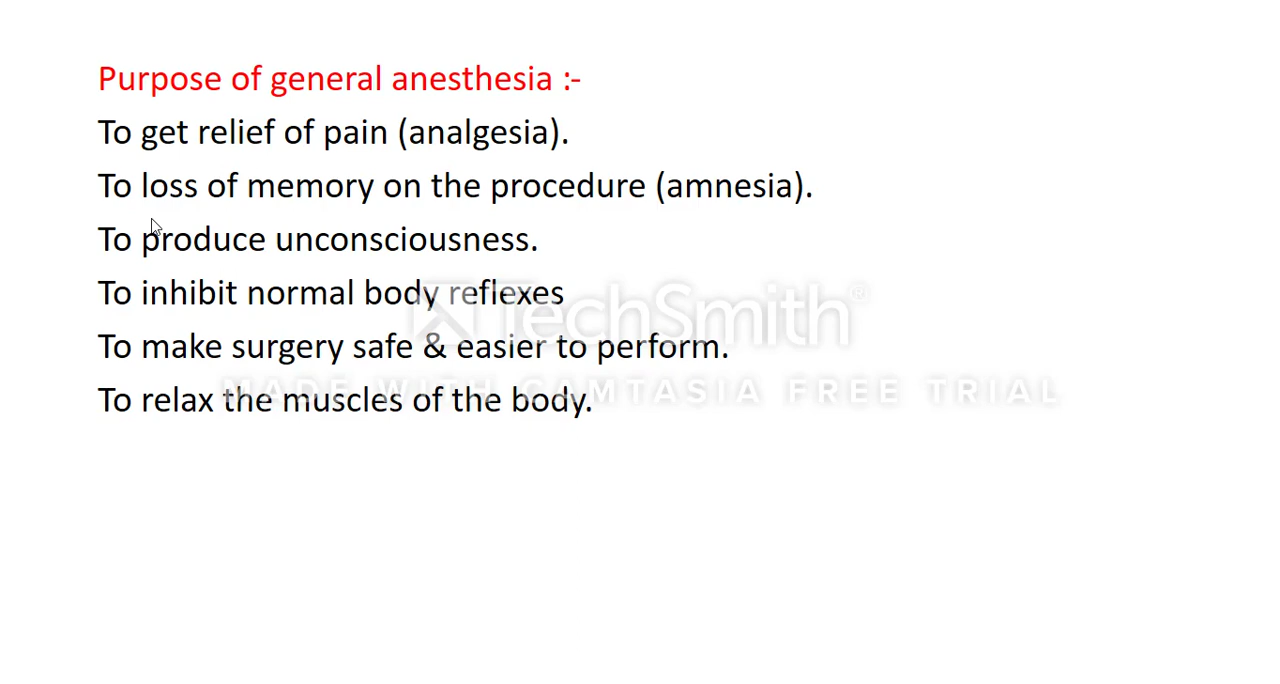 Purpose of general anesthesia :-
To get relief of pain (analgesia).
To loss of memory on the procedure (amnesia).
To produce unconsciousness.
To inhibit normal body reflexes
TechSmith®
To make surgery safe & easier to perform.
MADE WITH CAMTASIA FREE TRIAL
To relax the muscles of the body.